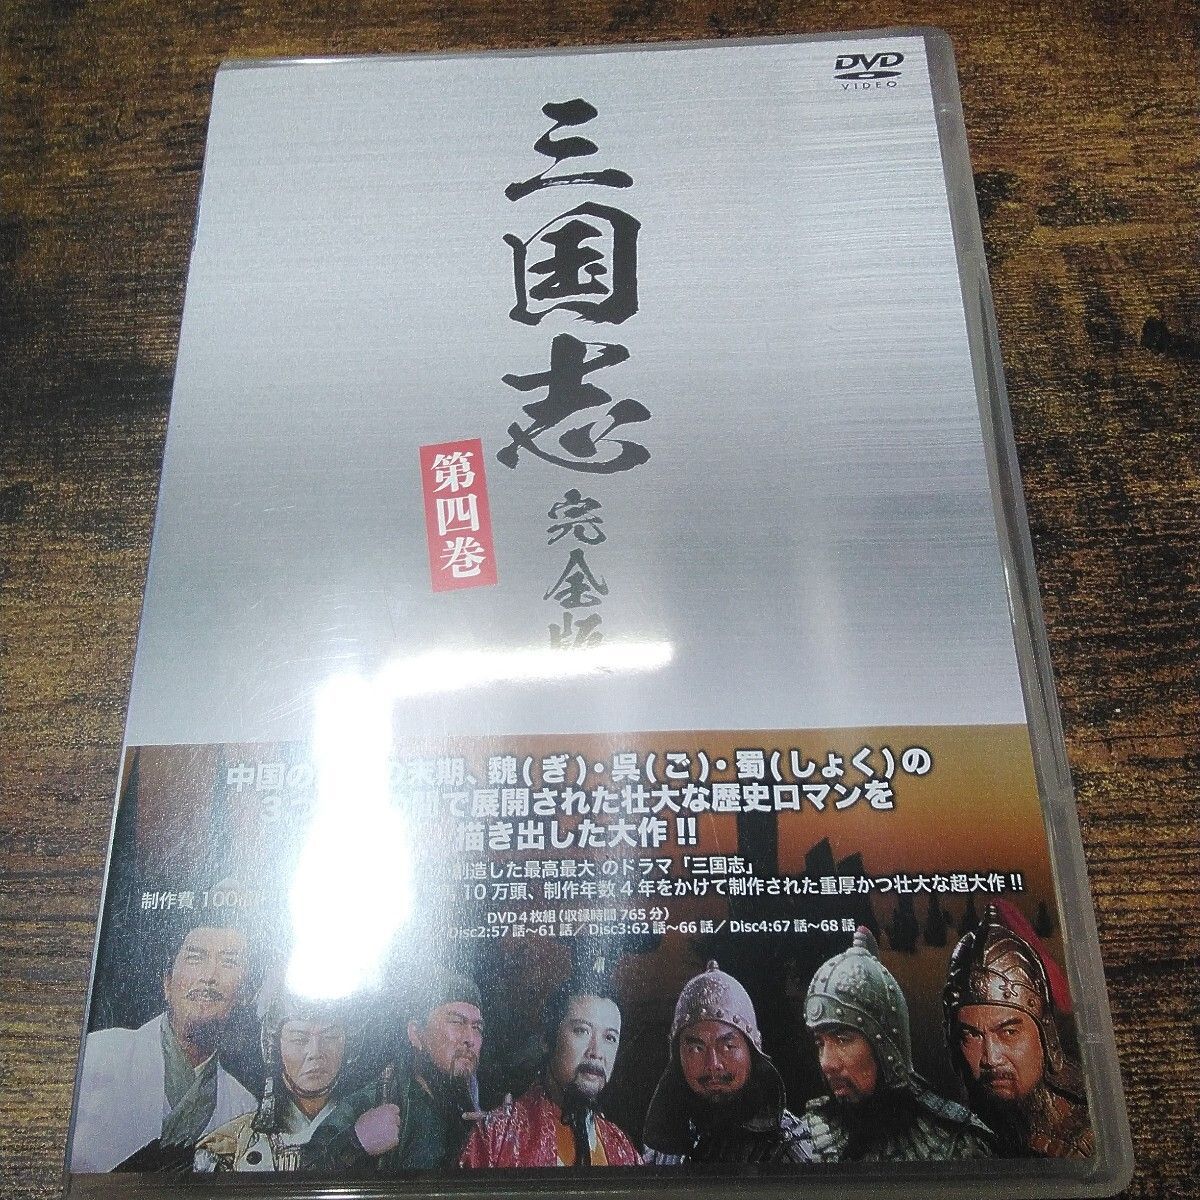 DVD
VIDEO
三国志
完全版
第四巻
中国の 末期、魏(ぎ)・呉(ご)・蜀(しょく)の
で展開された壮大な歴史ロマンを
描き出した大作!!
創造した最高最大のドラマ「三国志」
制作費100 10万頭、制作年数4年をかけて制作された重厚かつ壮大な超大作!!
DVD4枚組(収録時間765分)
Disc2:57話～61話／Disc3:62話～66話／Disc4:67話～68話